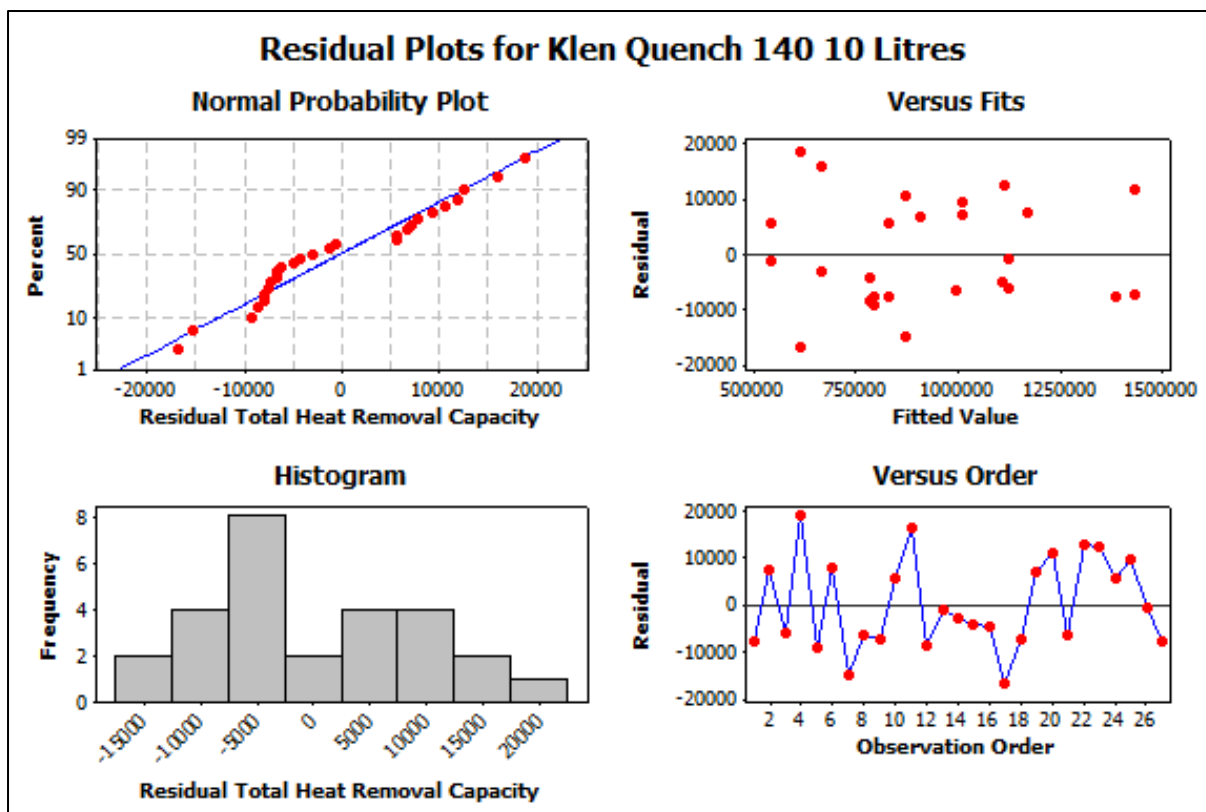 Residual Plots for Klen Quench 140 10 Litres
Normal Probability Plot
99
90
50
10
1
Percent
-20000 -10000 0 10000 20000
Residual Total Heat Removal Capacity
Versus Fits
20000
10000
0
-10000
-20000
Residual
500000 750000 1000000 1250000 1500000
Fitted Value
Histogram
8
6
4
2
0
Frequency
-15000 -10000 -5000 0 5000 10000 15000 20000
Residual Total Heat Removal Capacity
Versus Order
20000
10000
0
-10000
-20000
Residual
2 4 6 8 10 12 14 16 18 20 22 24 26
Observation Order